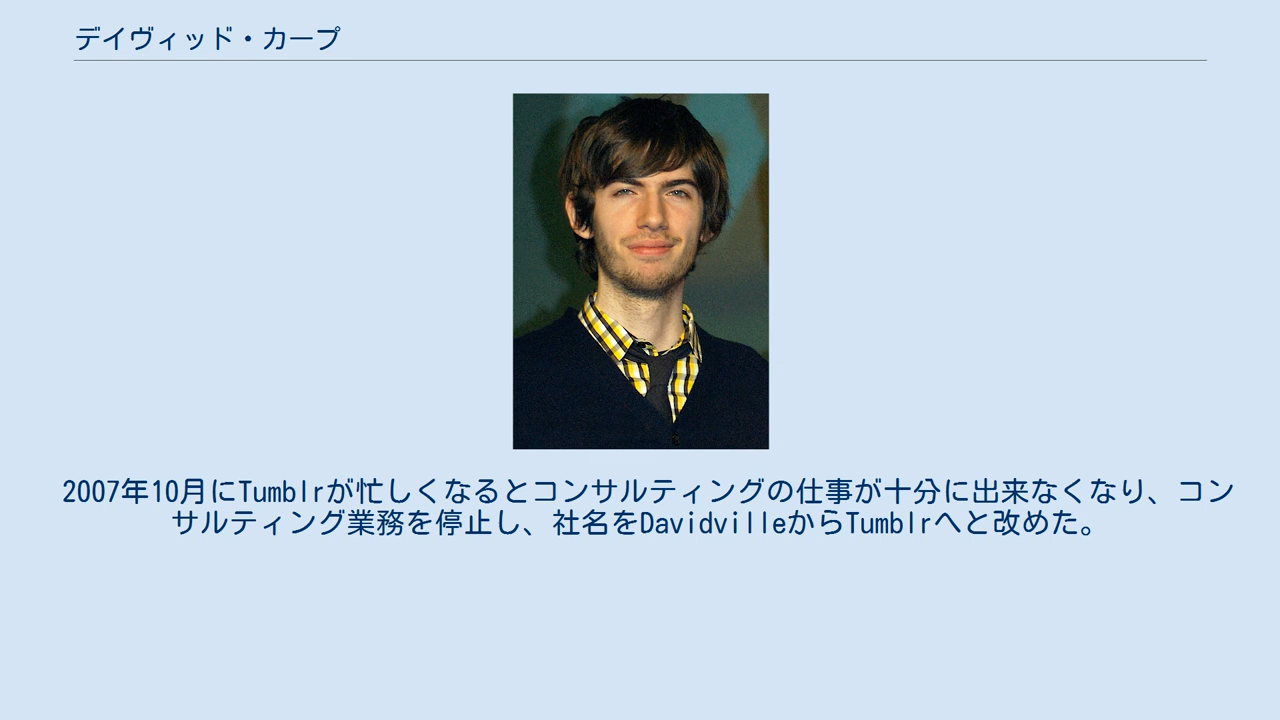 デイヴィッド・カープ
2007年10月にTumblrが忙しくなるとコンサルティングの仕事が十分に出来なくなり、コン
サルティング業務を停止し、社名をDavidvilleからTumblrへと改めた。